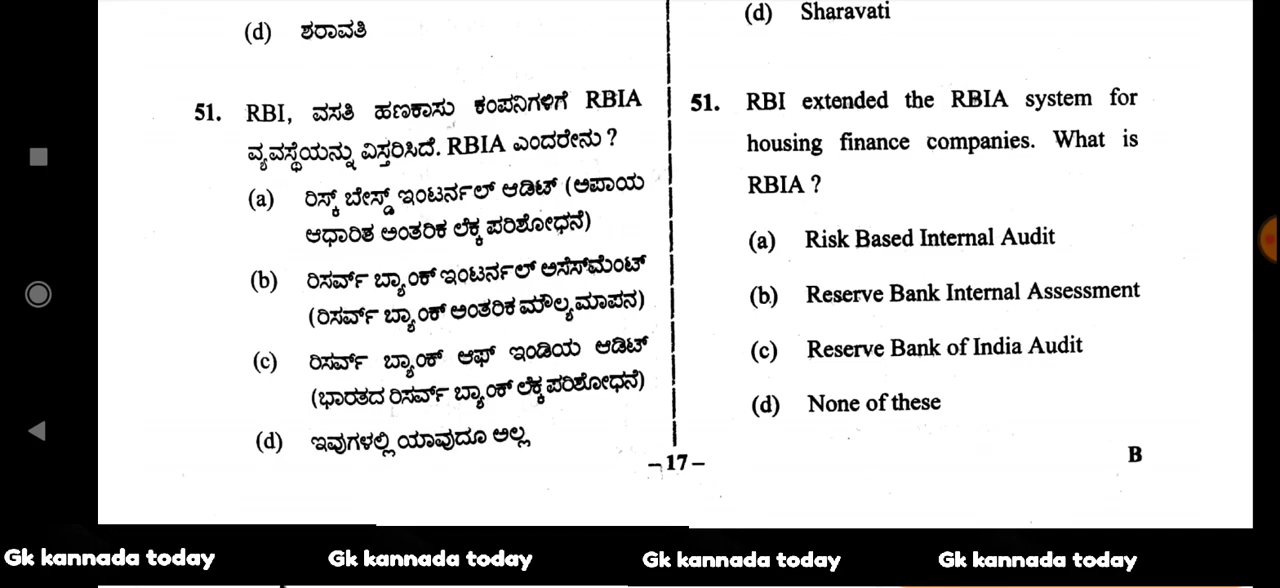 (d) ಶರಾವತಿ
51. RBI, ವಸತಿ ಹಣಕಾಸು ಕಂಪನಿಗಳಿಗೆ RBIA
ವ್ಯವಸ್ಥೆಯನ್ನು ವಿಸ್ತರಿಸಿದೆ. RBIA ಎಂದರೇನು ?
(a) ರಿಸ್ಕ್ ಬೇಸ್ಡ್ ಇಂಟರ್ನಲ್ ಆಡಿಟ್ (ಅಪಾಯ
ಆಧಾರಿತ ಅಂತರಿಕ ಲೆಕ್ಕ ಪರಿಶೋಧನೆ)
(b) ರಿಸರ್ವ್ ಬ್ಯಾಂಕ್ ಇಂಟರ್ನಲ್ ಅಸೆಸ್‌ಮೆಂಟ್
(ರಿಸರ್ವ್ ಬ್ಯಾಂಕ್ ಅಂತರಿಕ ಮೌಲ್ಯಮಾಪನ)
(c) ರಿಸರ್ವ್ ಬ್ಯಾಂಕ್ ಆಫ್ ಇಂಡಿಯ ಆಡಿಟ್
(ಭಾರತದ ರಿಸರ್ವ್ ಬ್ಯಾಂಕ್ ಲೆಕ್ಕ ಪರಿಶೋಧನೆ)
(d) ಇವುಗಳಲ್ಲಿ ಯಾವುದೂ ಅಲ್ಲ
(d) Sharavati
51. RBI extended the RBIA system for
housing finance companies. What is
RBIA ?
(a) Risk Based Internal Audit
(b) Reserve Bank Internal Assessment
(c) Reserve Bank of India Audit
(d) None of these
– 17 –
B
Gk kannada today Gk kannada today Gk kannada today Gk kannada today